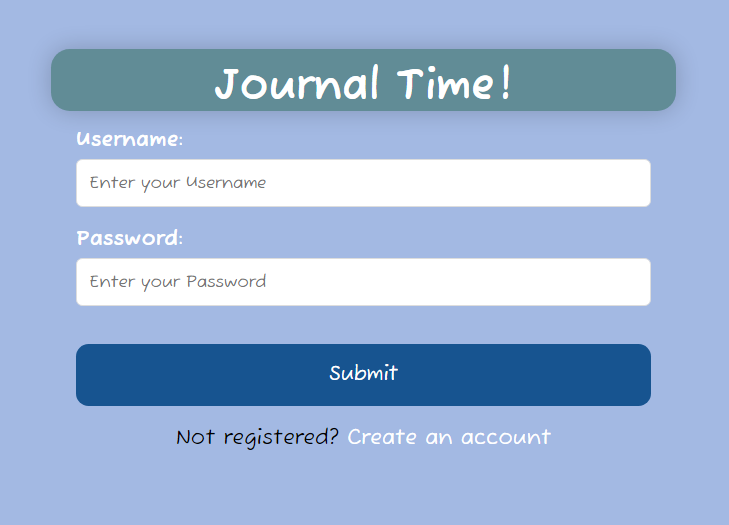 Journal Time!
Username:
Enter your Username
Password:
Enter your Password
Submit
Not registered? Create an account